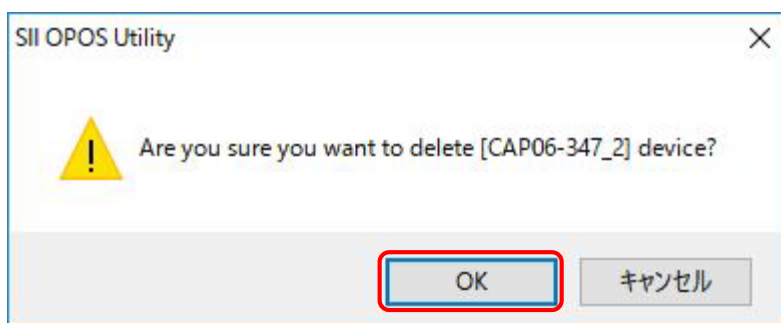 SII OPOS Utility
Are you sure you want to delete [CAP06-347_2] device?
OK
キャンセル